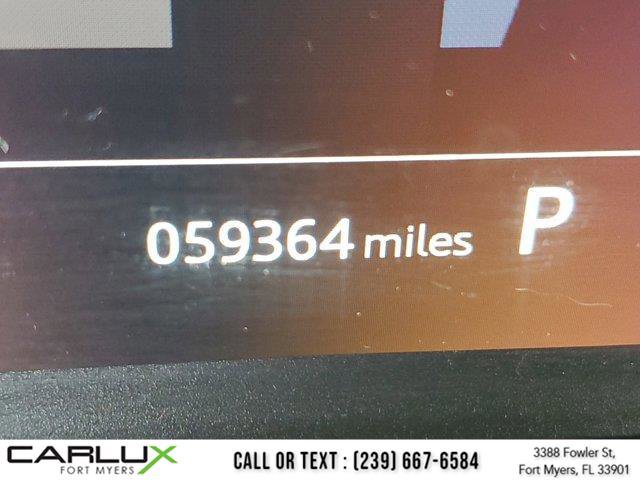 059364 miles P
CARLUX
FORT MYERS
CALL OR TEXT : (239) 667-6584
3388 Fowler St,
Fort Myers, FL 33901